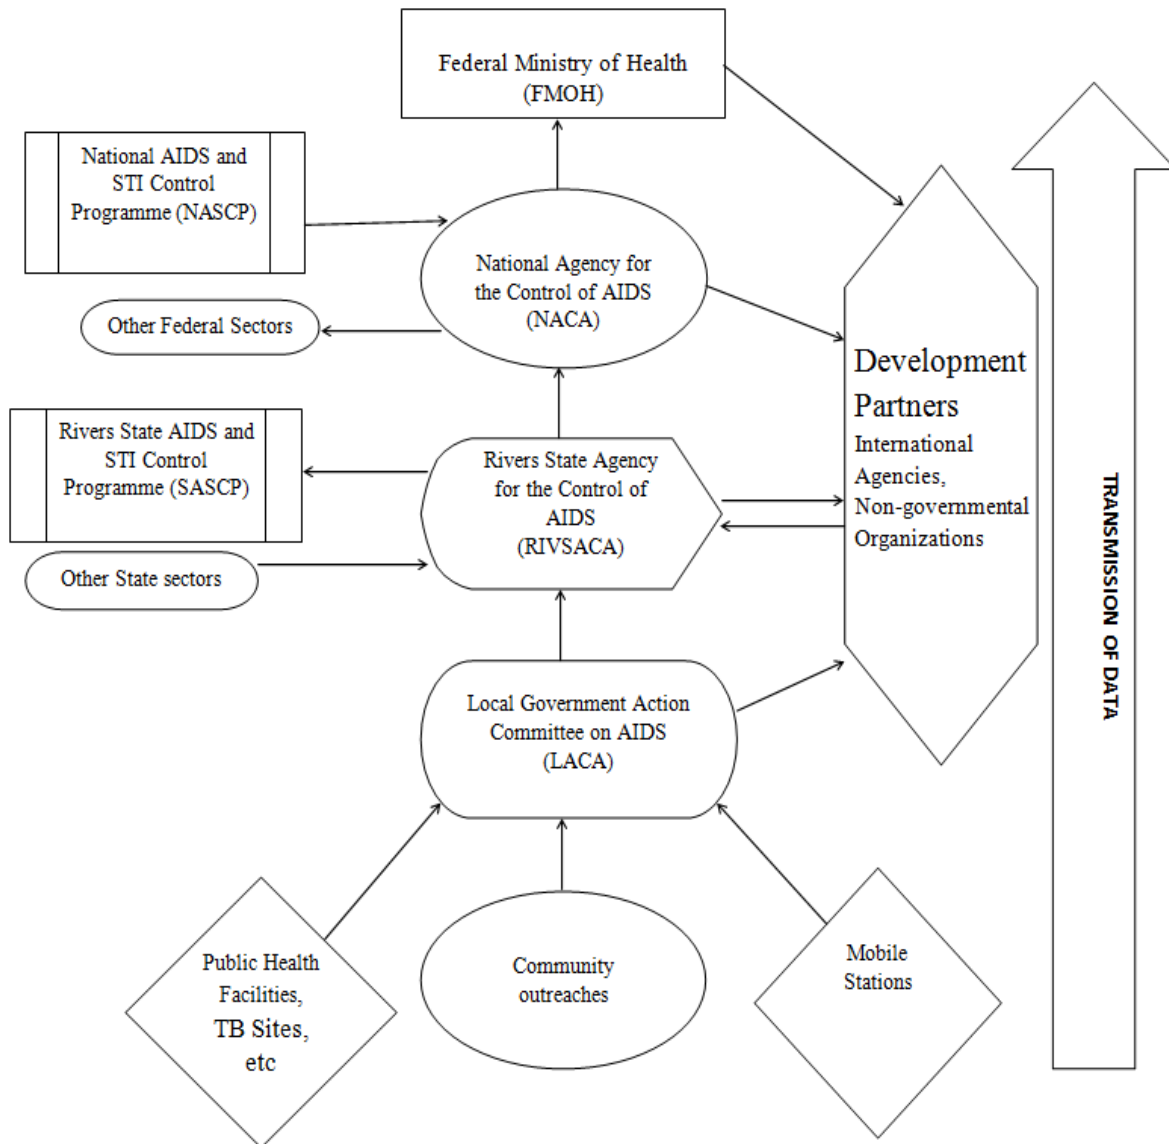 Federal Ministry of Health
(FMOH)
National AIDS and
STI Control
Programme (NASCP)
National Agency for
the Control of AIDS
(NACA)
Other Federal Sectors
Development
Partners
International
Agencies,
Non-governmental
Organizations
Rivers State AIDS and
STI Control
Programme (SASCP)
Rivers State Agency
for the Control of
AIDS
(RIVSACA)
Other State sectors
TRANSMISSION OF DATA
Local Government Action
Committee on AIDS
(LACA)
Public Health
Facilities,
TB Sites,
etc
Community
outreaches
Mobile
Stations